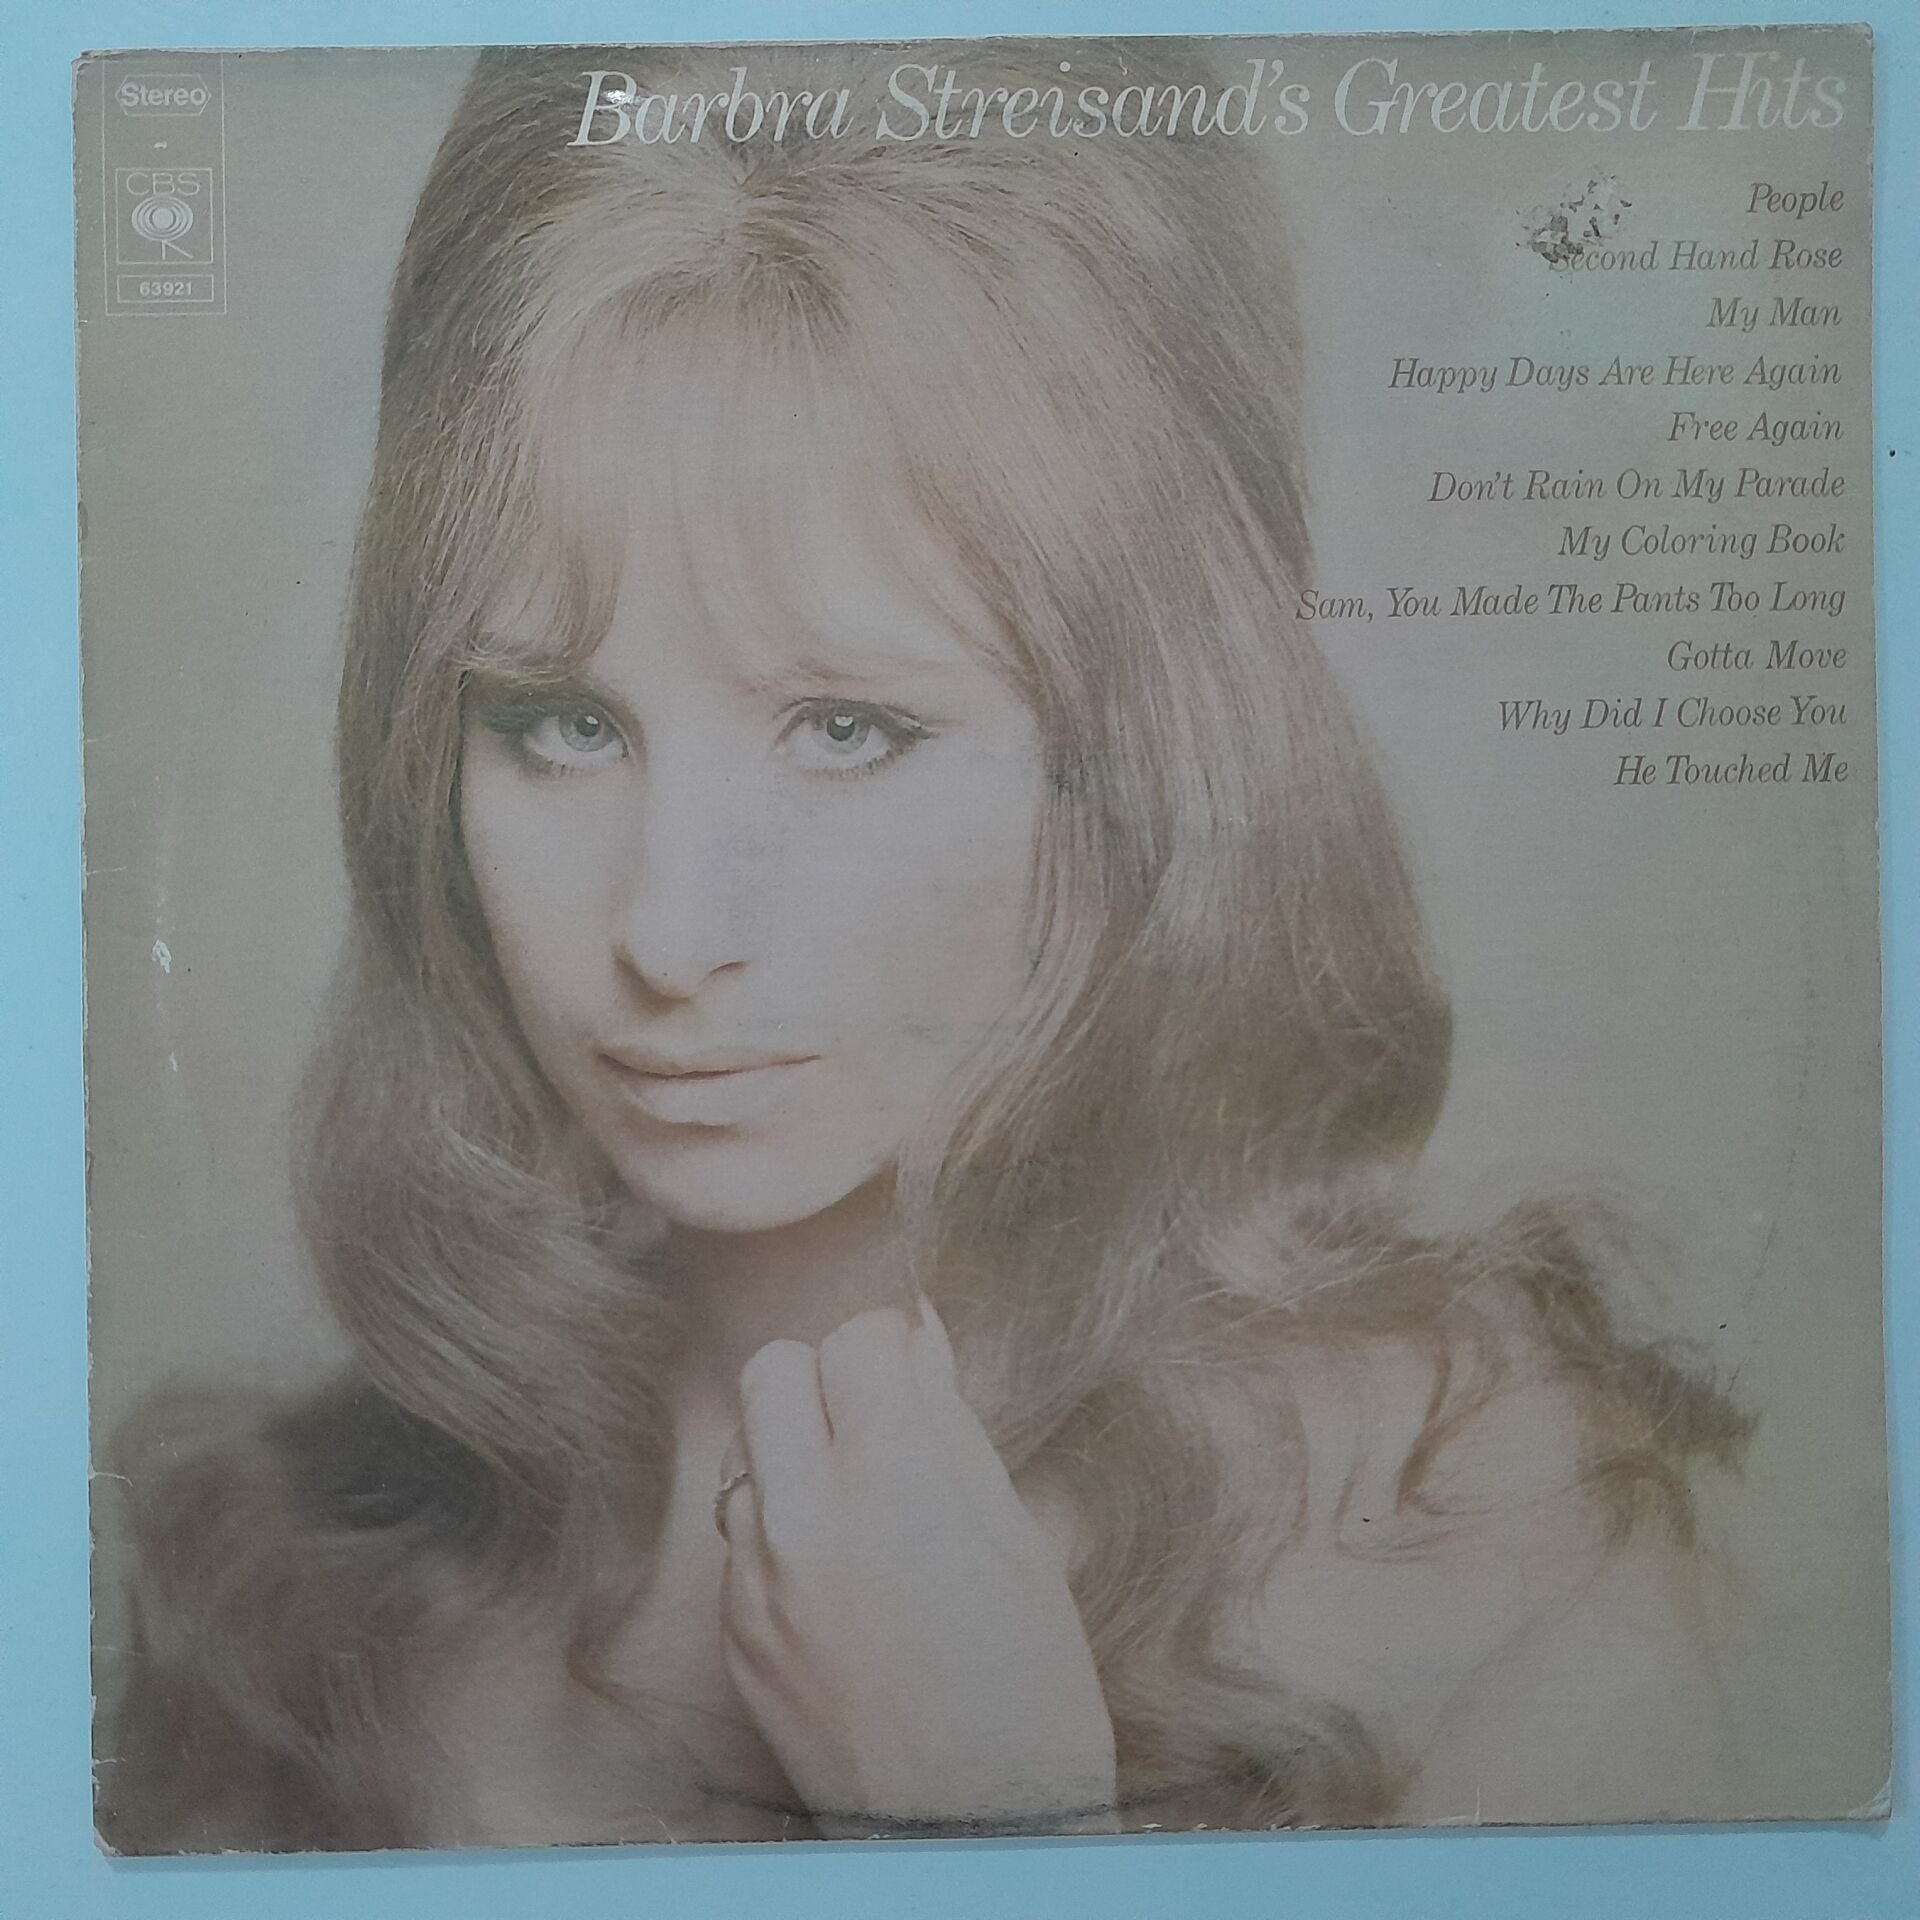 Stereo
CBS
63921
Barbra Streisand's Greatest Hits
People
Second Hand Rose
My Man
Happy Days Are Here Again
Free Again
Don't Rain On My Parade
My Coloring Book
Sam, You Made The Pants Too Long
Gotta Move
Why Did I Choose You
He Touched Me